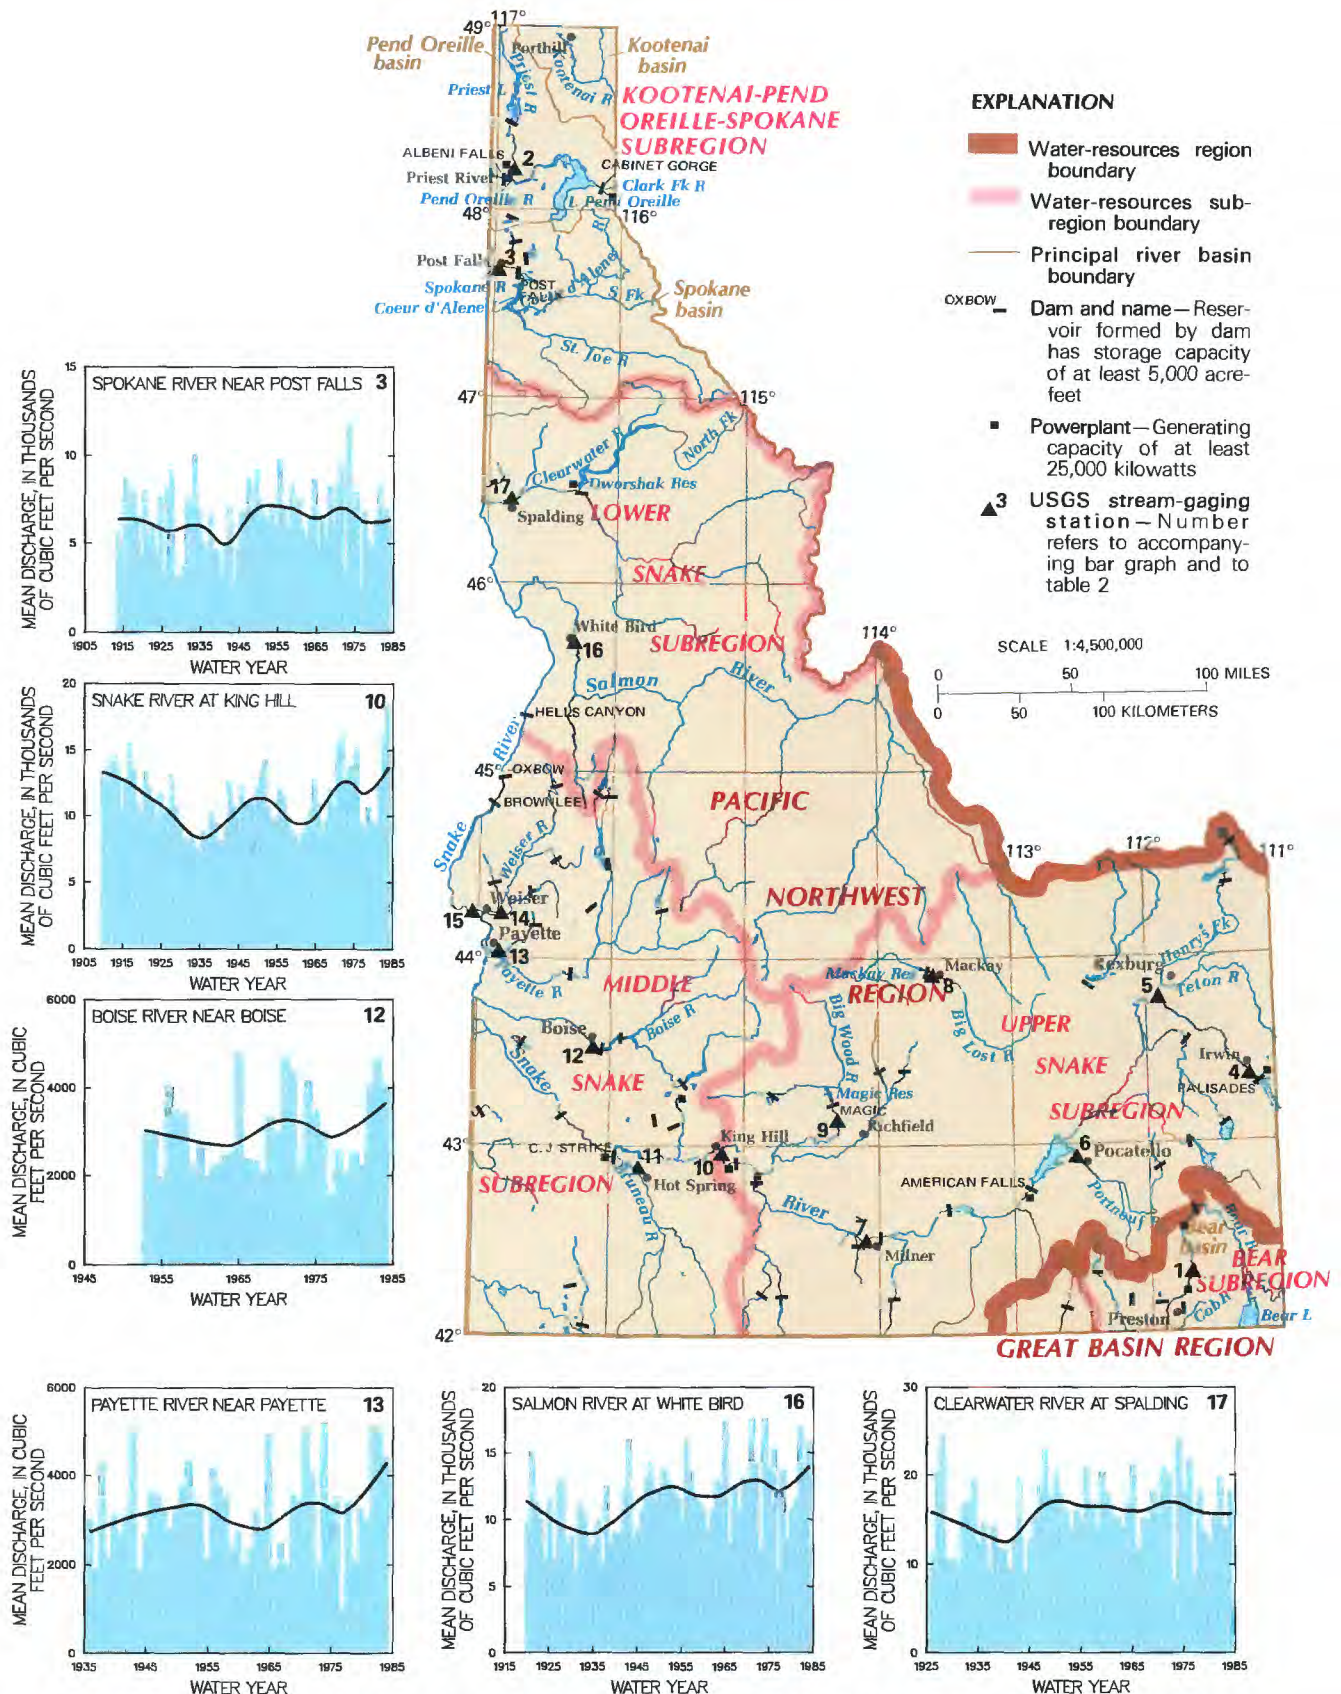 117°
49°
Pend Oreille
basin
Porthill
Kootenai
basin
Priest L
Priest R
Kootenai R
KOOTENAI-PEND
OREILLE-SPOKANE
SUBREGION
ALBENI FALLS
2
CABINET GORGE
Priest River
Clark Fk R
Pend Oreille R
L Pend Oreille
48°
116°
Post Falls
3
POST
FALLS
Spokane R
Coeur d'Alene R
S Fk
Coeur d'Alene L
Spokane
basin
St. Joe R
47°
115°
North Fk
Clearwater R
17
Dworshak Res
Spalding
LOWER
SNAKE
46°
White Bird
16
SUBREGION
114°
Salmon River
HELLS CANYON
River
45°
OXBOW
BROWNLEE
PACIFIC
Snake
Weiser R
113°
112°
111°
NORTHWEST
Weiser
15
14
Payette
13
44°
Payette R
MIDDLE
Mackay Res
Mackay
8
REGION
Rexburg
Henrys Fk
5
Teton R
Boise
Boise R
12
Big Wood R
Big Lost R
UPPER
Snake
SNAKE
SNAKE
Irwin
4
PALISADES
Magic Res
MAGIC
SUBREGION
9
Richfield
43°
King Hill
C.J. STRIKE
11
10
6
Pocatello
SUBREGION
Hot Spring
AMERICAN FALLS
Bruneau R
River
Portneuf R
7
Milner
Bear
basin
Bear R
BEAR
SUBREGION
1
Preston
Cub R
Bear L
42°
GREAT BASIN REGION
EXPLANATION
Water-resources region
boundary
Water-resources sub-
region boundary
Principal river basin
boundary
OXBOW
Dam and name—Reser-
voir formed by dam
has storage capacity
of at least 5,000 acre-
feet
Powerplant—Generating
capacity of at least
25,000 kilowatts
3
USGS stream-gaging
station—Number
refers to accompany-
ing bar graph and to
table 2
SCALE 1:4,500,000
0 50 100 MILES
0 50 100 KILOMETERS
SPOKANE RIVER NEAR POST FALLS 3
MEAN DISCHARGE, IN THOUSANDS
OF CUBIC FEET PER SECOND
15
10
5
0
1905 1915 1925 1935 1945 1955 1965 1975 1985
WATER YEAR
SNAKE RIVER AT KING HILL 10
MEAN DISCHARGE, IN THOUSANDS
OF CUBIC FEET PER SECOND
20
15
10
5
0
1905 1915 1925 1935 1945 1955 1965 1975 1985
WATER YEAR
BOISE RIVER NEAR BOISE 12
MEAN DISCHARGE, IN CUBIC
FEET PER SECOND
6000
4000
2000
0
1945 1955 1965 1975 1985
WATER YEAR
PAYETTE RIVER NEAR PAYETTE 13
MEAN DISCHARGE, IN CUBIC
FEET PER SECOND
6000
4000
2000
0
1935 1945 1955 1965 1975 1985
WATER YEAR
SALMON RIVER AT WHITE BIRD 16
MEAN DISCHARGE, IN THOUSANDS
OF CUBIC FEET PER SECOND
20
15
10
5
0
1915 1925 1935 1945 1955 1965 1975 1985
WATER YEAR
CLEARWATER RIVER AT SPALDING 17
MEAN DISCHARGE, IN THOUSANDS
OF CUBIC FEET PER SECOND
30
20
10
0
1925 1935 1945 1955 1965 1975 1985
WATER YEAR